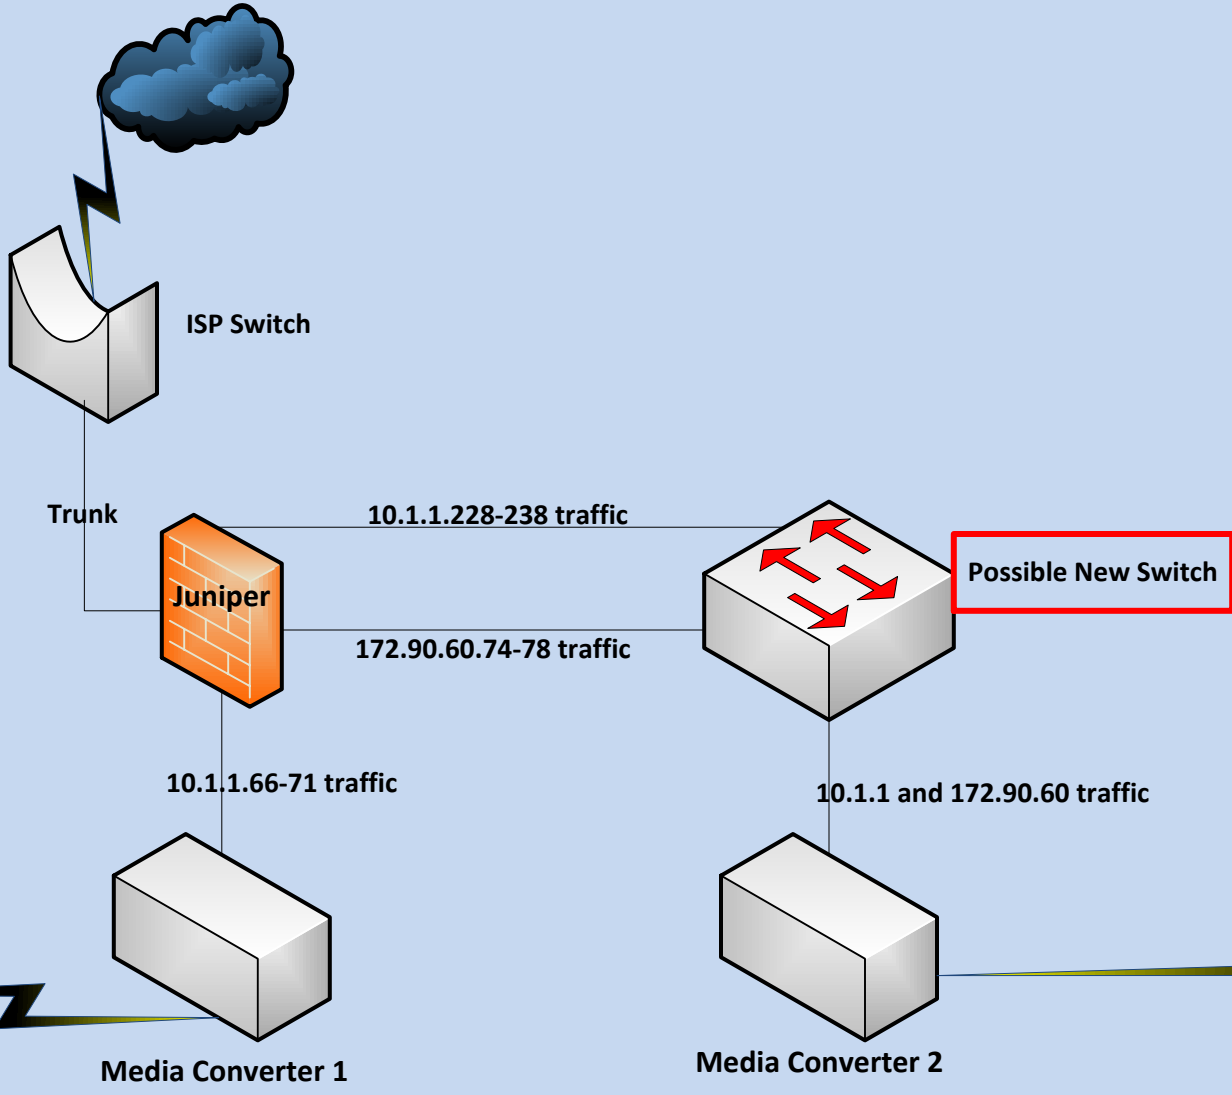 ISP Switch
Trunk
10.1.1.228-238 traffic
Possible New Switch
Juniper
172.90.60.74-78 traffic
10.1.1.66-71 traffic
10.1.1 and 172.90.60 traffic
Media Converter 1
Media Converter 2